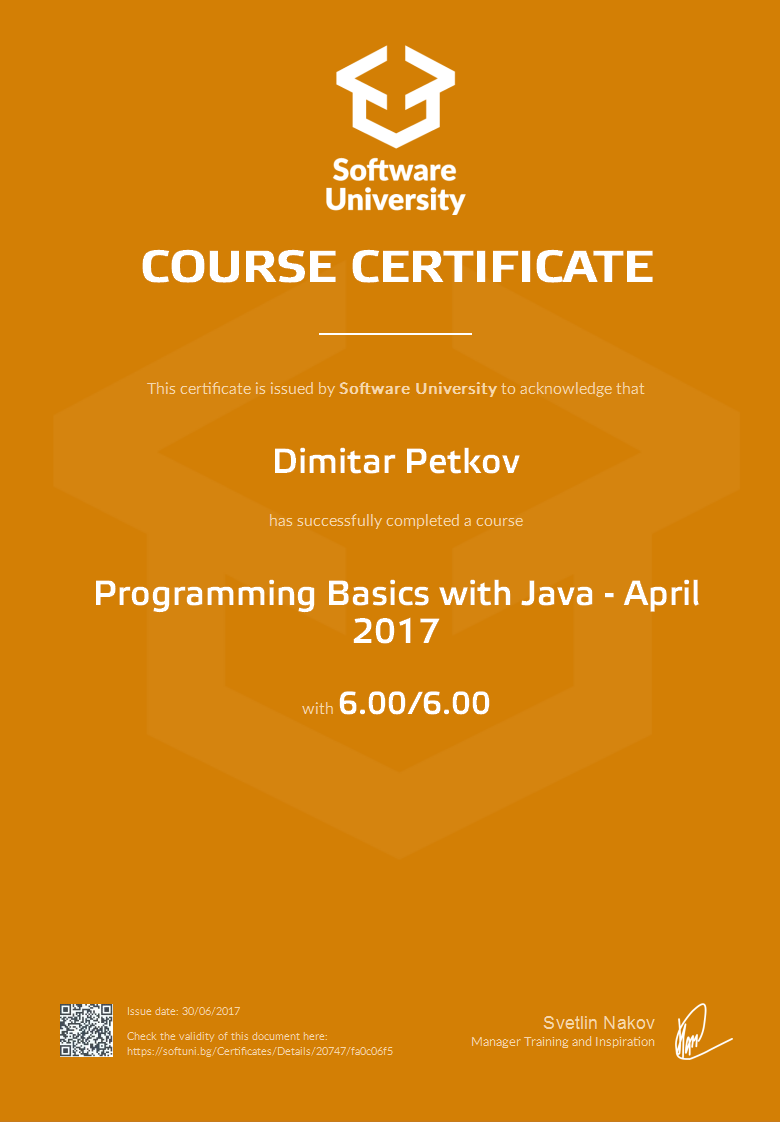 Software
University
COURSE CERTIFICATE
This certificate is issued by Software University to acknowledge that
Dimitar Petkov
has successfully completed a course
Programming Basics with Java - April
2017
with 6.00/6.00
Issue date: 30/06/2017
Check the validity of this document here:
https://softuni.bg/Certificates/Details/20747/fa0c06f5
Svetlin Nakov
Manager Training and Inspiration